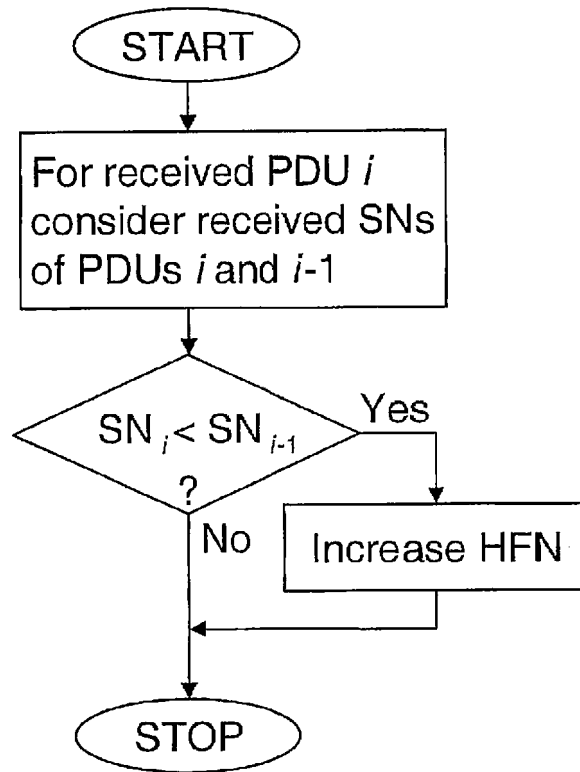 START
For received PDU i
consider received SNs
of PDUs i and i-1
SN i < SN i-1
?
Yes
No
Increase HFN
STOP